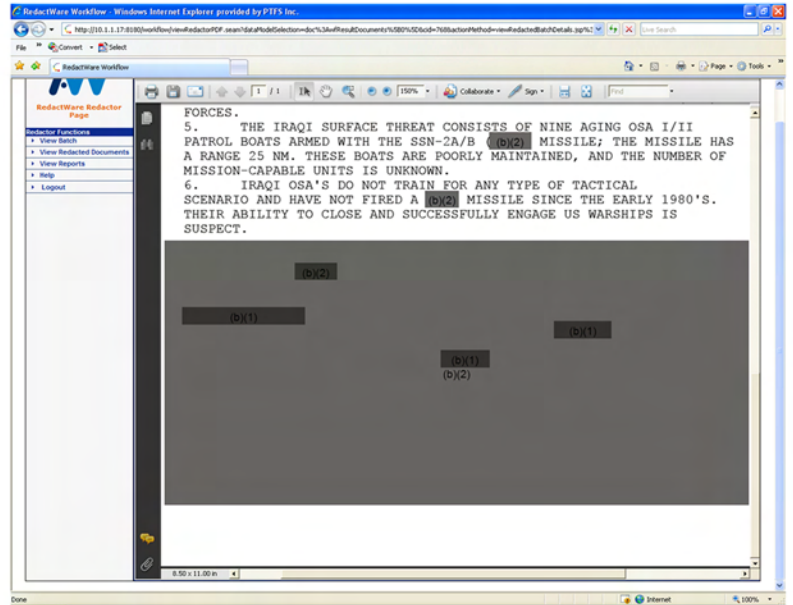 RedactWare Workflow - Windows Internet Explorer provided by PTFS Inc.
File
Convert
Select
Live Search
RedactWare Workflow
Page
Tools
RedactWare Redactor
Page
Redactor Functions
View Batch
View Redacted Documents
View Reports
Help
Logout
1 / 1
150%
Collaborate
Sign
Find
FORCES.
5. THE IRAQI SURFACE THREAT CONSISTS OF NINE AGING OSA I/II
PATROL BOATS ARMED WITH THE SSN-2A/B ( (b)(2) MISSILE; THE MISSILE HAS
A RANGE 25 NM. THESE BOATS ARE POORLY MAINTAINED, AND THE NUMBER OF
MISSION-CAPABLE UNITS IS UNKNOWN.
6. IRAQI OSA'S DO NOT TRAIN FOR ANY TYPE OF TACTICAL
SCENARIO AND HAVE NOT FIRED A (b)(2) MISSILE SINCE THE EARLY 1980'S.
THEIR ABILITY TO CLOSE AND SUCCESSFULLY ENGAGE US WARSHIPS IS
SUSPECT.
(b)(2)
(b)(1)
(b)(1)
(b)(1)
(b)(2)
8.50 x 11.00 in
Done
Internet
100%